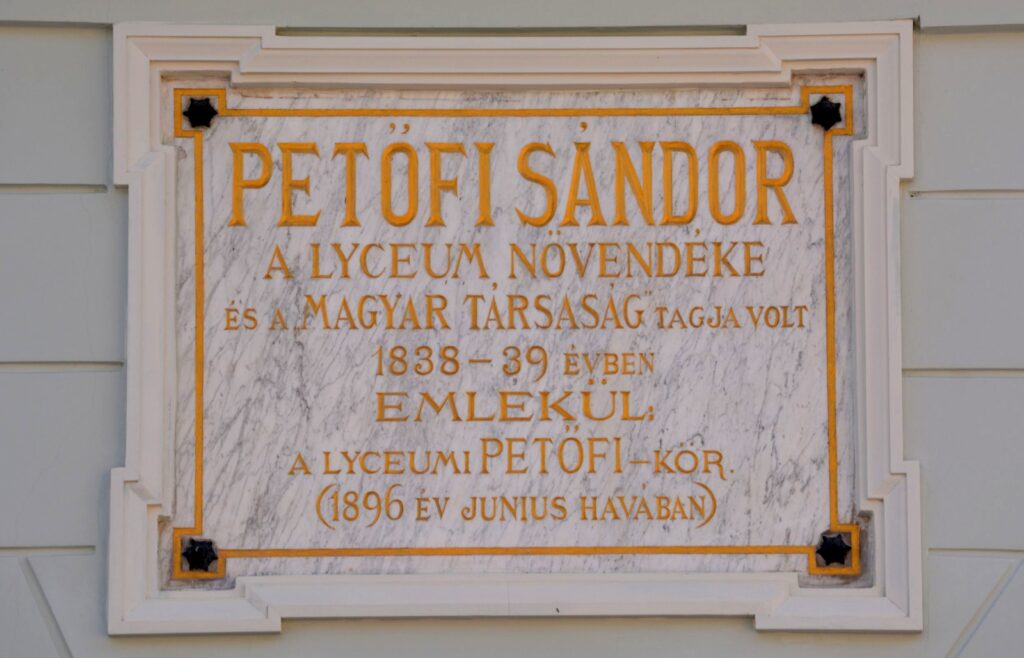 PETŐFI SÁNDOR
A LYCEUM NÖVENDÉKE
ÉS A „MAGYAR TÁRSASÁG" TAGJA VOLT
1838–39 ÉVBEN
EMLÉKÜL:
A LYCEUMI PETŐFI–KÖR.
(1896 ÉV JUNIUS HAVÁBAN)